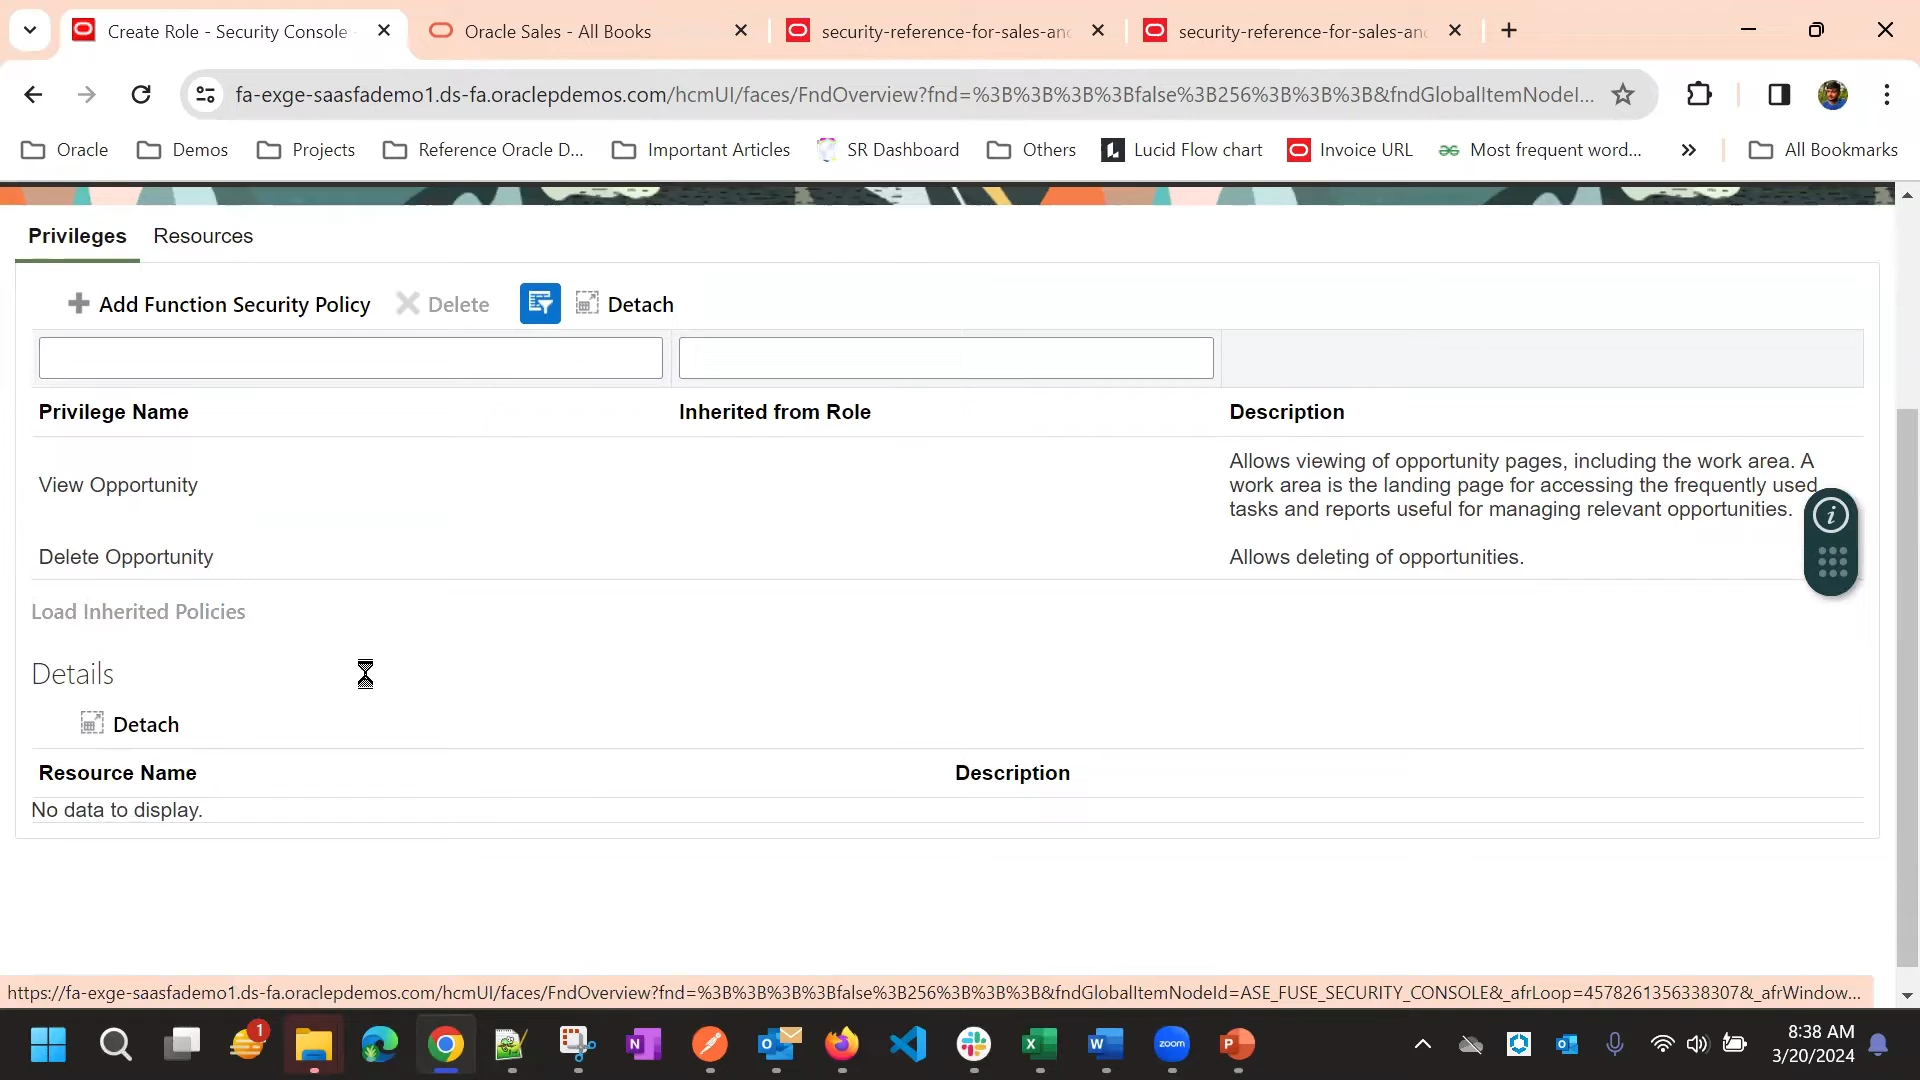 Create Role - Security Console
Oracle Sales - All Books
security-reference-for-sales-and
security-reference-for-sales-and
fa-exge-saasfademo1.ds-fa.oraclepdemos.com/hcmUI/faces/FndOverview?fnd=%3B%3B%3B%3Bfalse%3B256%3B%3B%3B&fndGlobalItemNodeI...
Oracle
Demos
Projects
Reference Oracle D...
Important Articles
SR Dashboard
Others
Lucid Flow chart
Invoice URL
Most frequent word...
»
All Bookmarks
Privileges
Resources
Add Function Security Policy
Delete
Detach
Privilege Name
Inherited from Role
Description
View Opportunity
Allows viewing of opportunity pages, including the work area. A
work area is the landing page for accessing the frequently used
tasks and reports useful for managing relevant opportunities.
Delete Opportunity
Allows deleting of opportunities.
Load Inherited Policies
Details
Detach
Resource Name
Description
No data to display.
https://fa-exge-saasfademo1.ds-fa.oraclepdemos.com/hcmUI/faces/FndOverview?fnd=%3B%3B%3B%3Bfalse%3B256%3B%3B%3B&fndGlobalItemNodeId=ASE_FUSE_SECURITY_CONSOLE&_afrLoop=4578261356338307&_afrWindow...
1
zoom
8:38 AM
3/20/2024